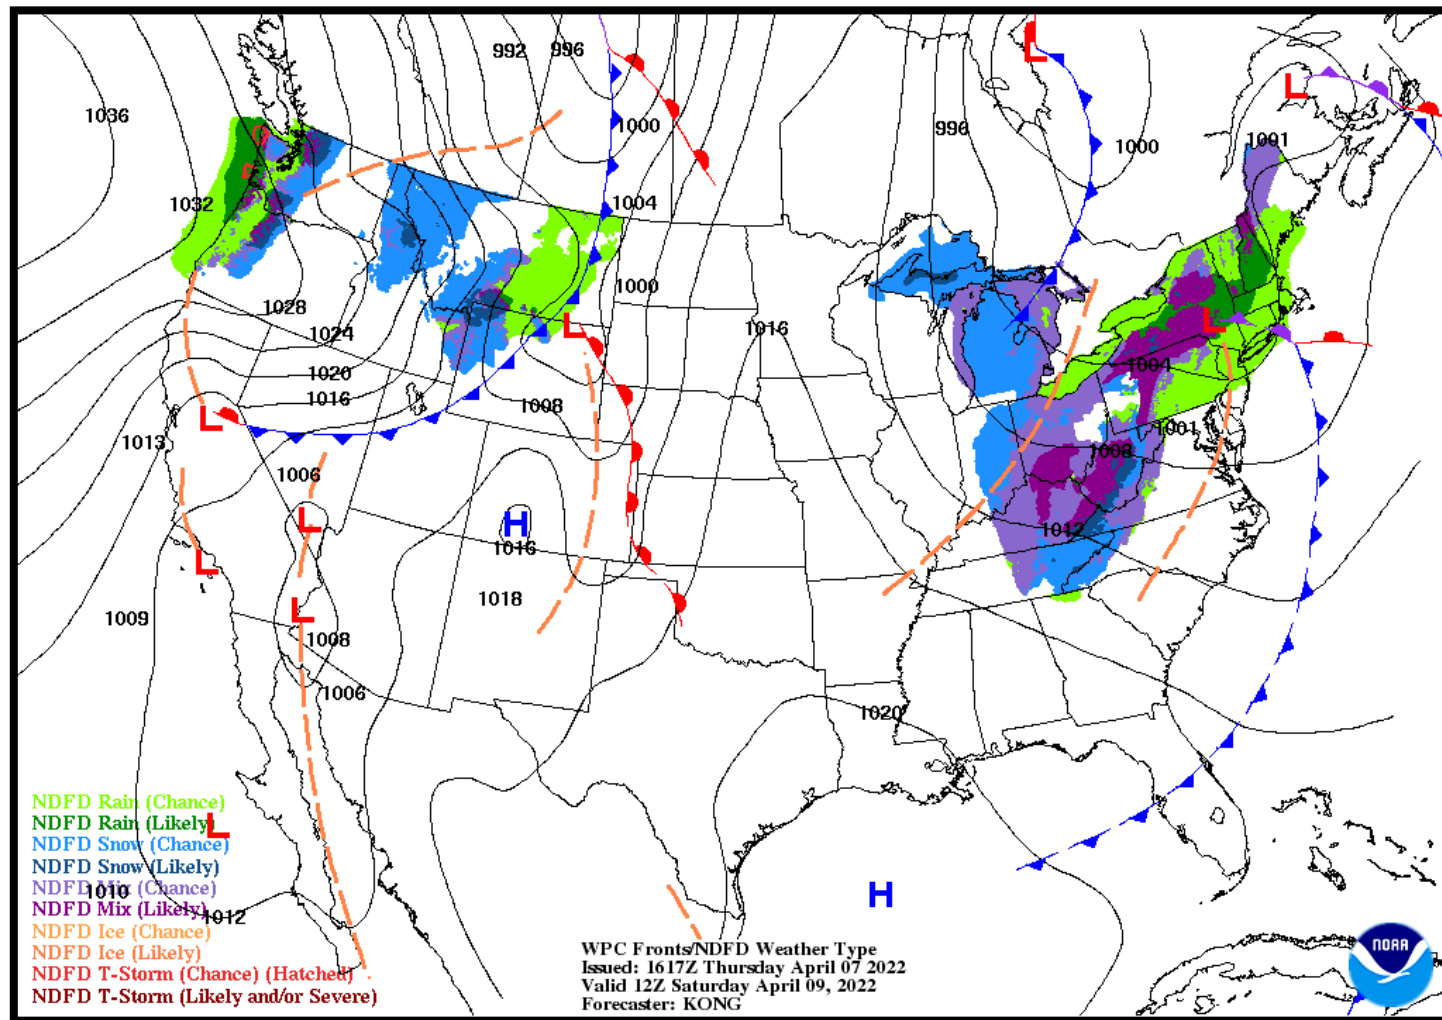 992
996
1036
1000
996
1000
1001
L
L
1032
1004
1028
1000
1016
1024
L
L
1020
1004
1016
1008
L
1013
1001
1008
1006
L
H
1012
1016
L
1018
1009
L
1008
1006
1020
NDFD Rain (Chance)
NDFD Rain (Likely)
L
NDFD Snow (Chance)
NDFD Snow (Likely)
NDFD Mix (Chance)
1010
H
NDFD Mix (Likely)
1012
NDFD Ice (Chance)
NDFD Ice (Likely)
NDFD T-Storm (Chance) (Hatched)
NDFD T-Storm (Likely and/or Severe)
WPC Fronts/NDFD Weather Type
Issued: 1617Z Thursday April 07 2022
Valid 12Z Saturday April 09, 2022
Forecaster: KONG
NOAA